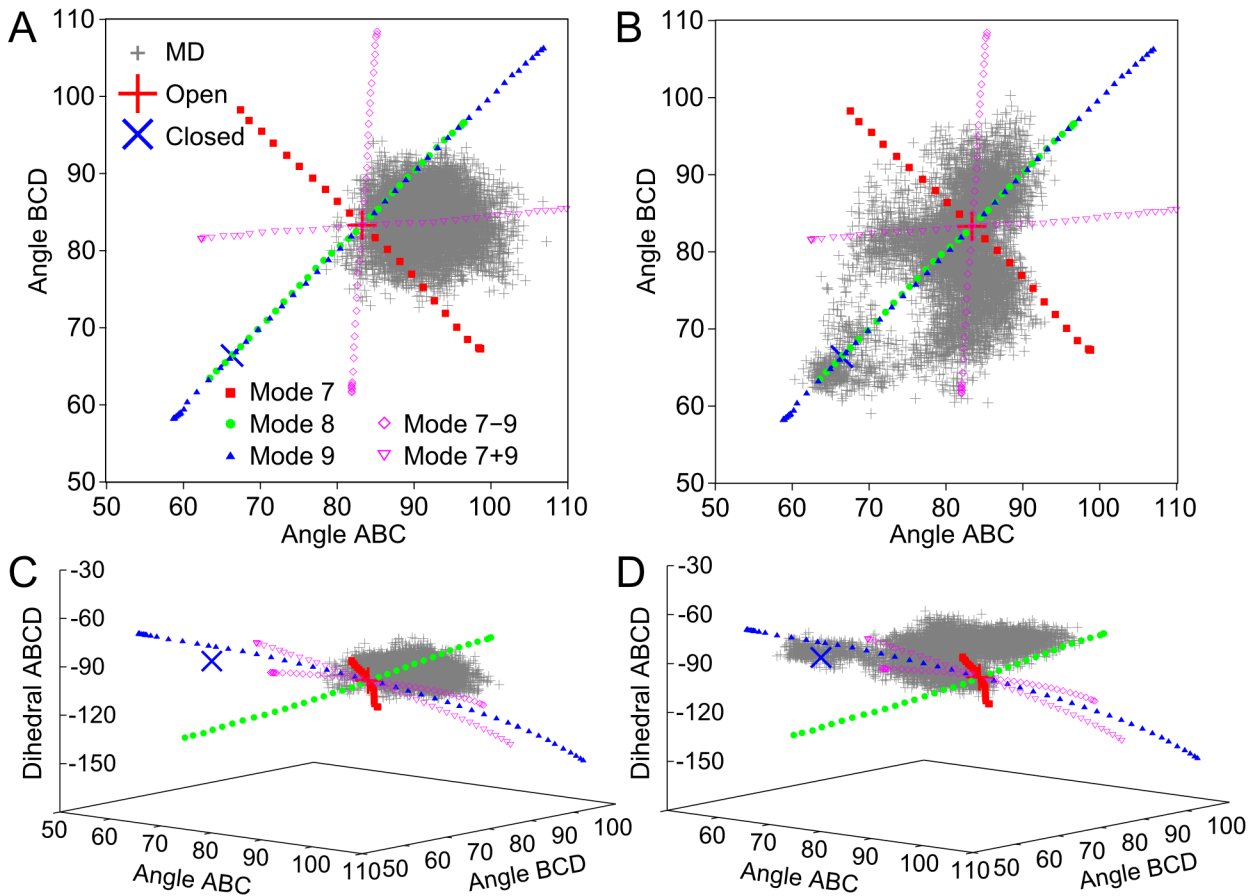 A
110
100
90
80
70
60
50
Angle BCD
MD
Open
Closed
Mode 7
Mode 8
Mode 9
Mode 7−9
Mode 7+9
50 60 70 80 90 100 110
Angle ABC
B
110
100
90
80
70
60
50
Angle BCD
50 60 70 80 90 100 110
Angle ABC
C
-30
-60
-90
-120
-150
Dihedral ABCD
50 60 70 80 90 100 110
Angle ABC
50 60 70 80 90 100
Angle BCD
D
-30
-60
-90
-120
-150
Dihedral ABCD
60 70 80 90 100 110
Angle ABC
50 60 70 80 90 100
Angle BCD